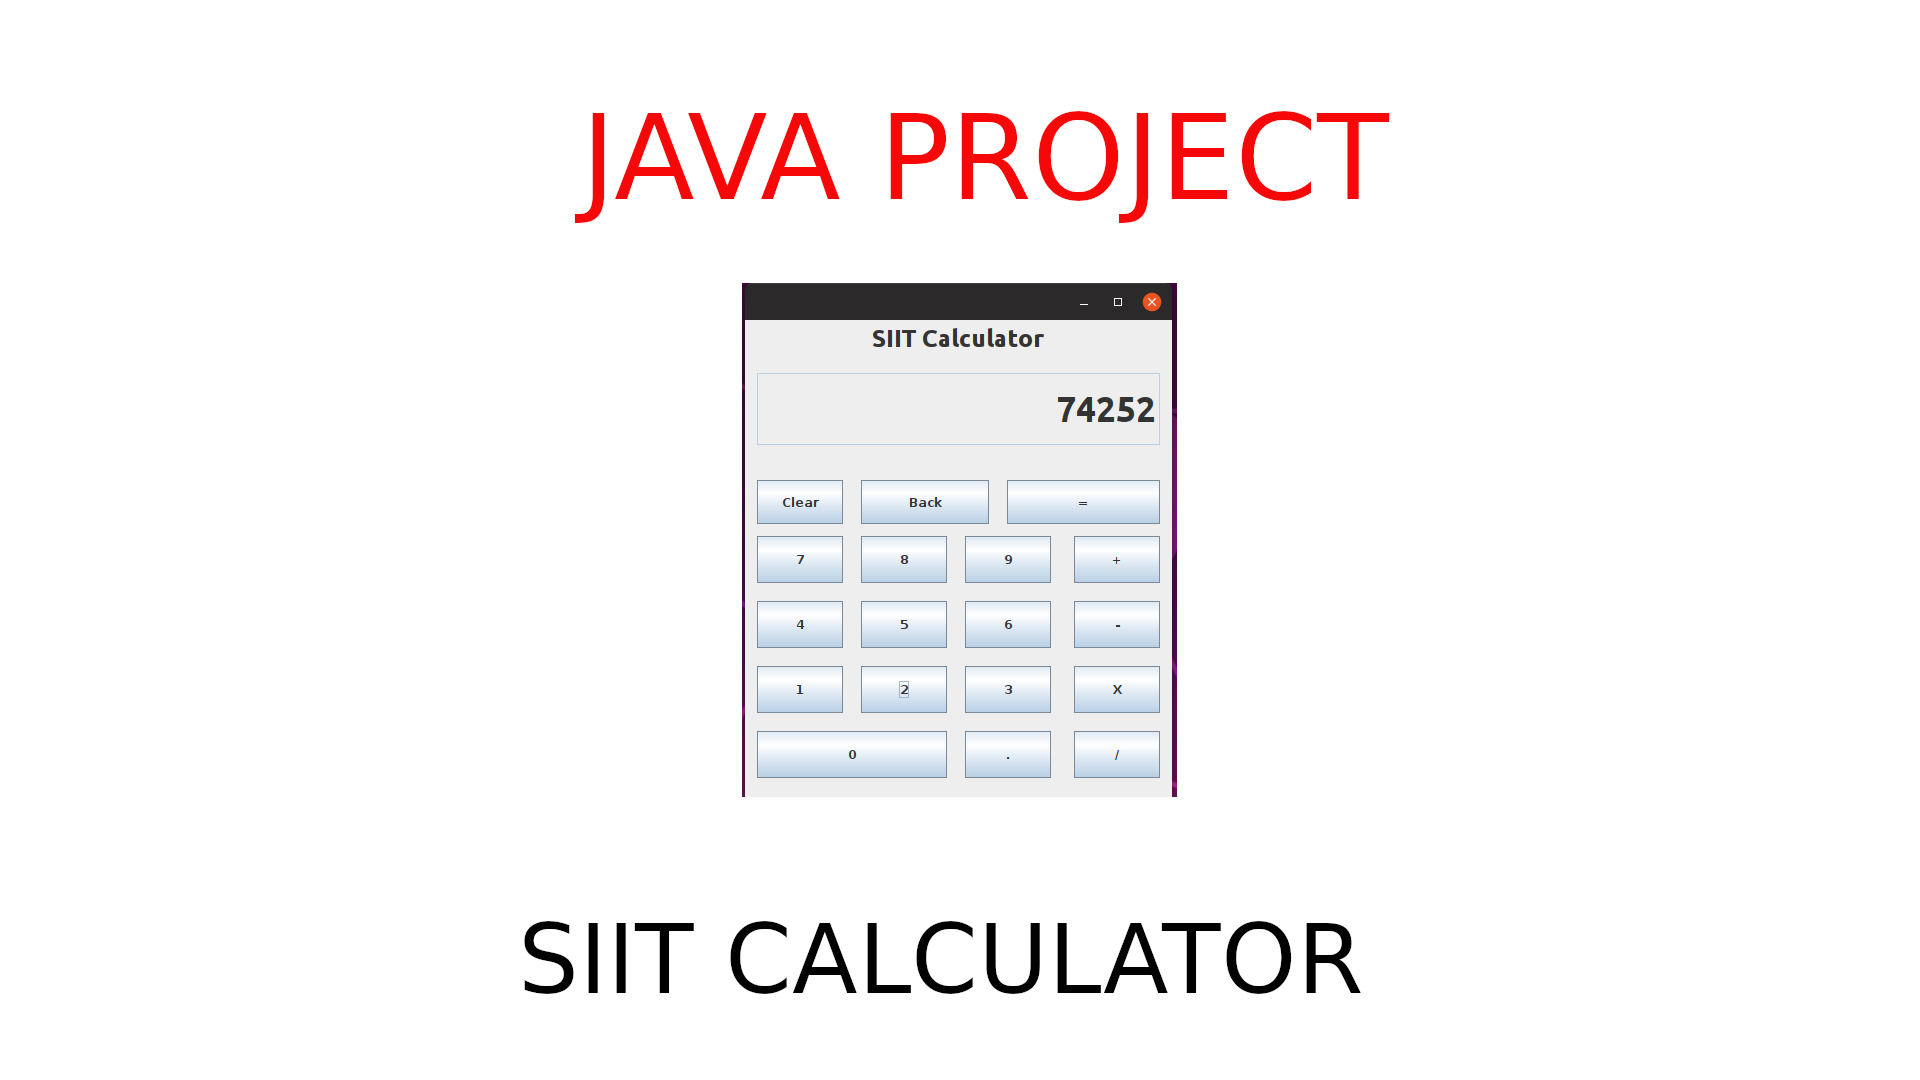 JAVA PROJECT
SIIT Calculator
74252
Clear Back =
7 8 9 +
4 5 6 -
1 2 3 X
0 . /
SIIT CALCULATOR